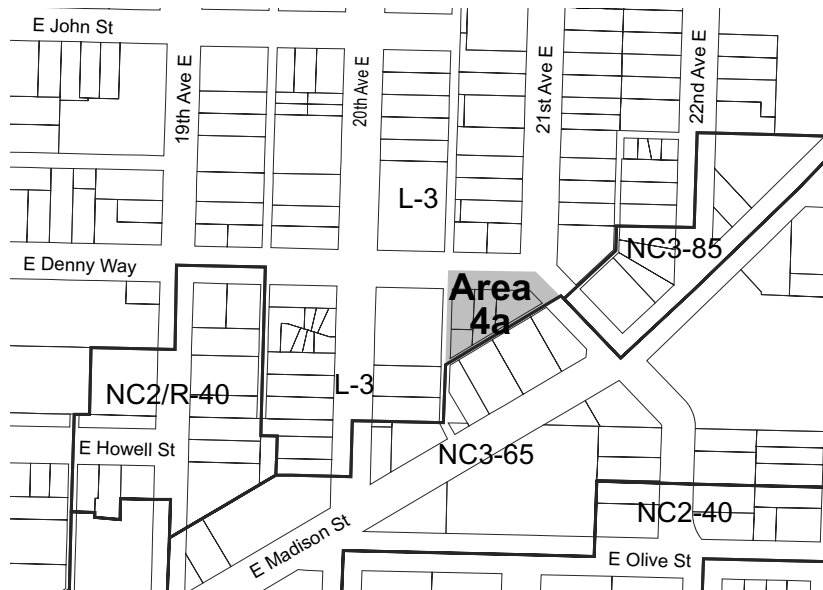 E John St
19th Ave E
20th Ave E
21st Ave E
22nd Ave E
L-3
NC3-85
E Denny Way
Area
4a
NC2/R-40
L-3
E Howell St
NC3-65
NC2-40
E Madison St
E Olive St